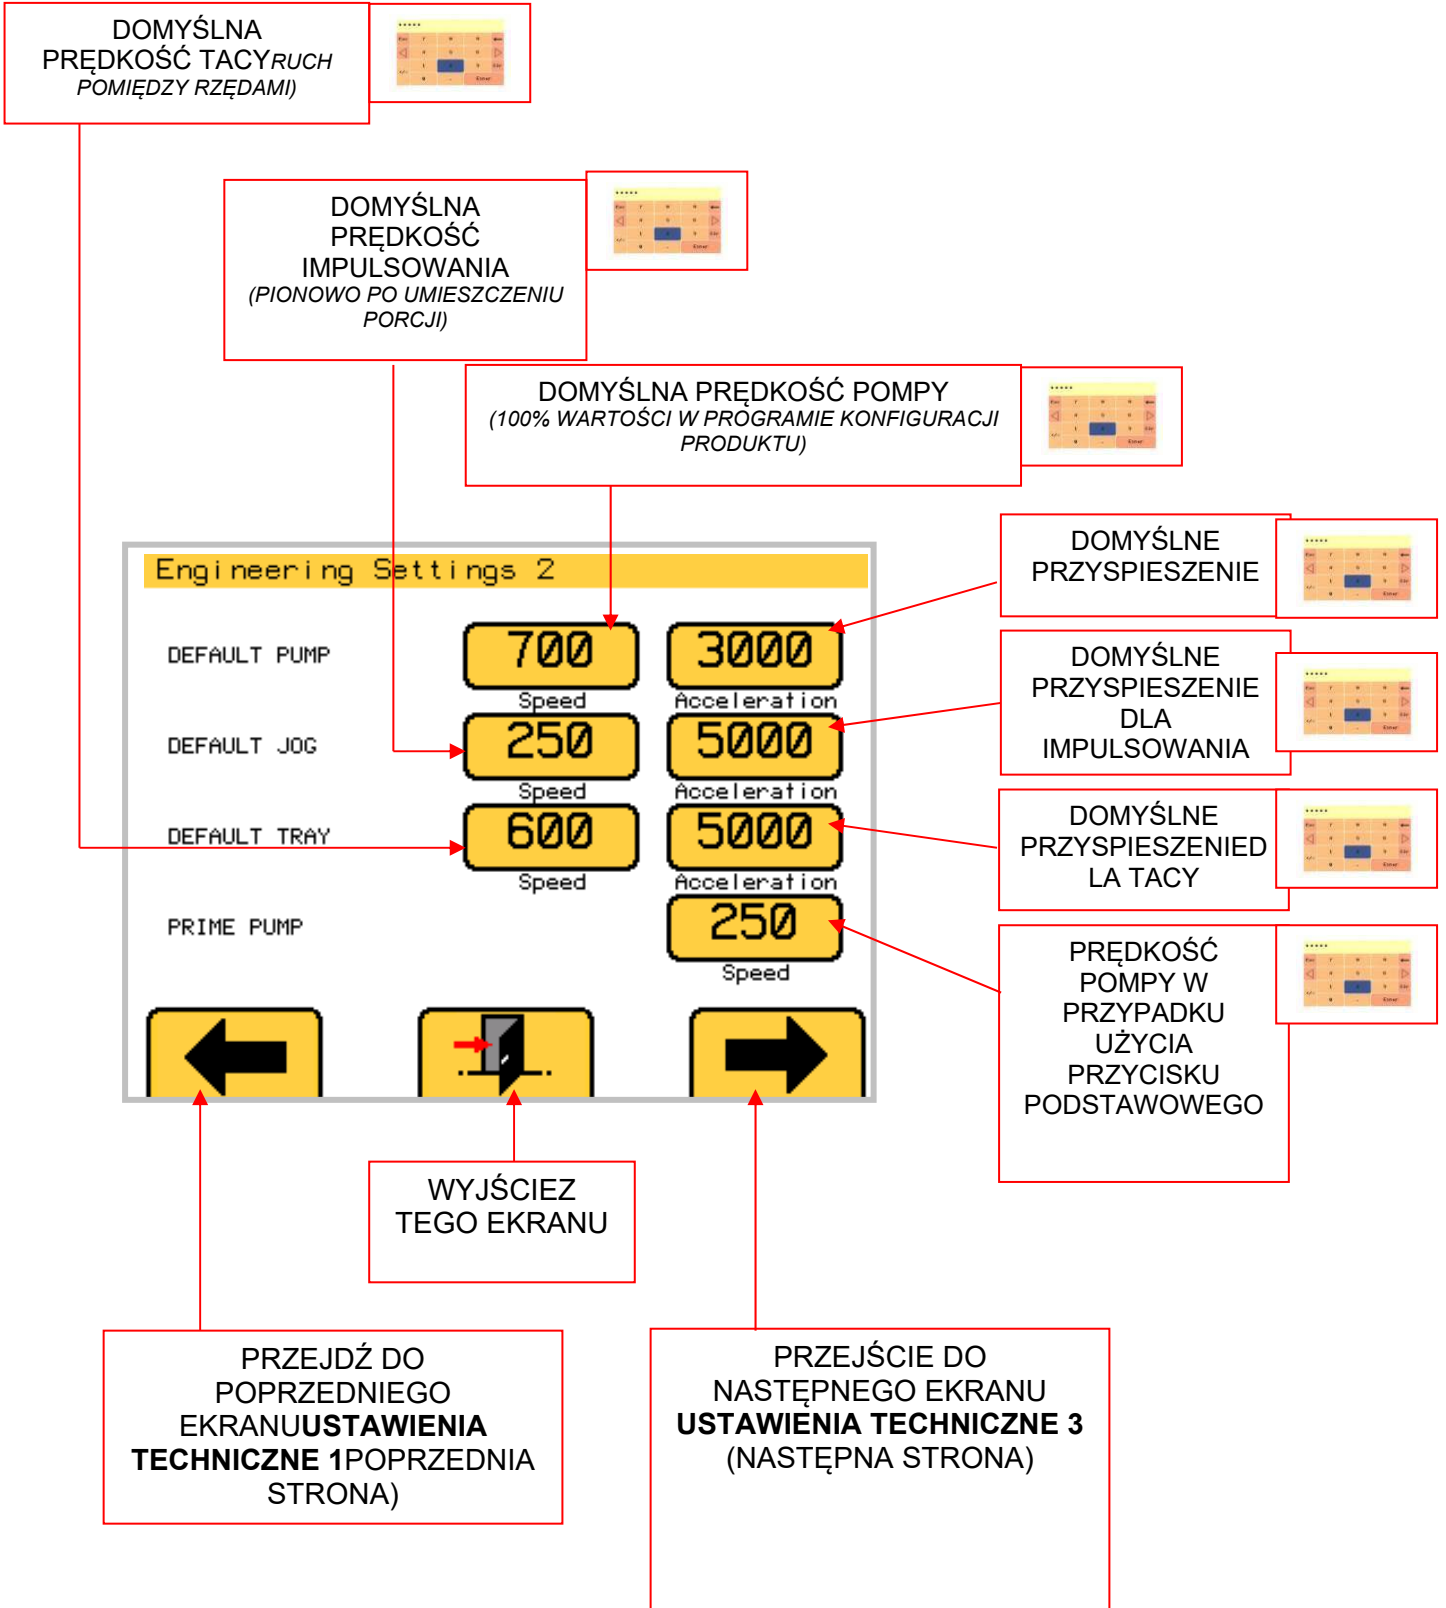 DOMYŚLNA
PRĘDKOŚĆ TACYRUCH
POMIĘDZY RZĘDAMI)
DOMYŚLNA
PRĘDKOŚĆ
IMPULSOWANIA
(PIONOWO PO UMIESZCZENIU
PORCJI)
DOMYŚLNA PRĘDKOŚĆ POMPY
(100% WARTOŚCI W PROGRAMIE KONFIGURACJI
PRODUKTU)
DOMYŚLNE
PRZYSPIESZENIE
DOMYŚLNE
PRZYSPIESZENIE
DLA
IMPULSOWANIA
DOMYŚLNE
PRZYSPIESZENIED
LA TACY
PRĘDKOŚĆ
POMPY W
PRZYPADKU
UŻYCIA
PRZYCISKU
PODSTAWOWEGO
Engineering Settings 2
DEFAULT PUMP 700 3000
Speed Acceleration
DEFAULT JOG 250 5000
Speed Acceleration
DEFAULT TRAY 600 5000
Speed Acceleration
PRIME PUMP 250
Speed
WYJŚCIEZ
TEGO EKRANU
PRZEJDŹ DO
POPRZEDNIEGO
EKRANUUSTAWIENIA
TECHNICZNE 1POPRZEDNIA
STRONA)
PRZEJŚCIE DO
NASTĘPNEGO EKRANU
USTAWIENIA TECHNICZNE 3
(NASTĘPNA STRONA)